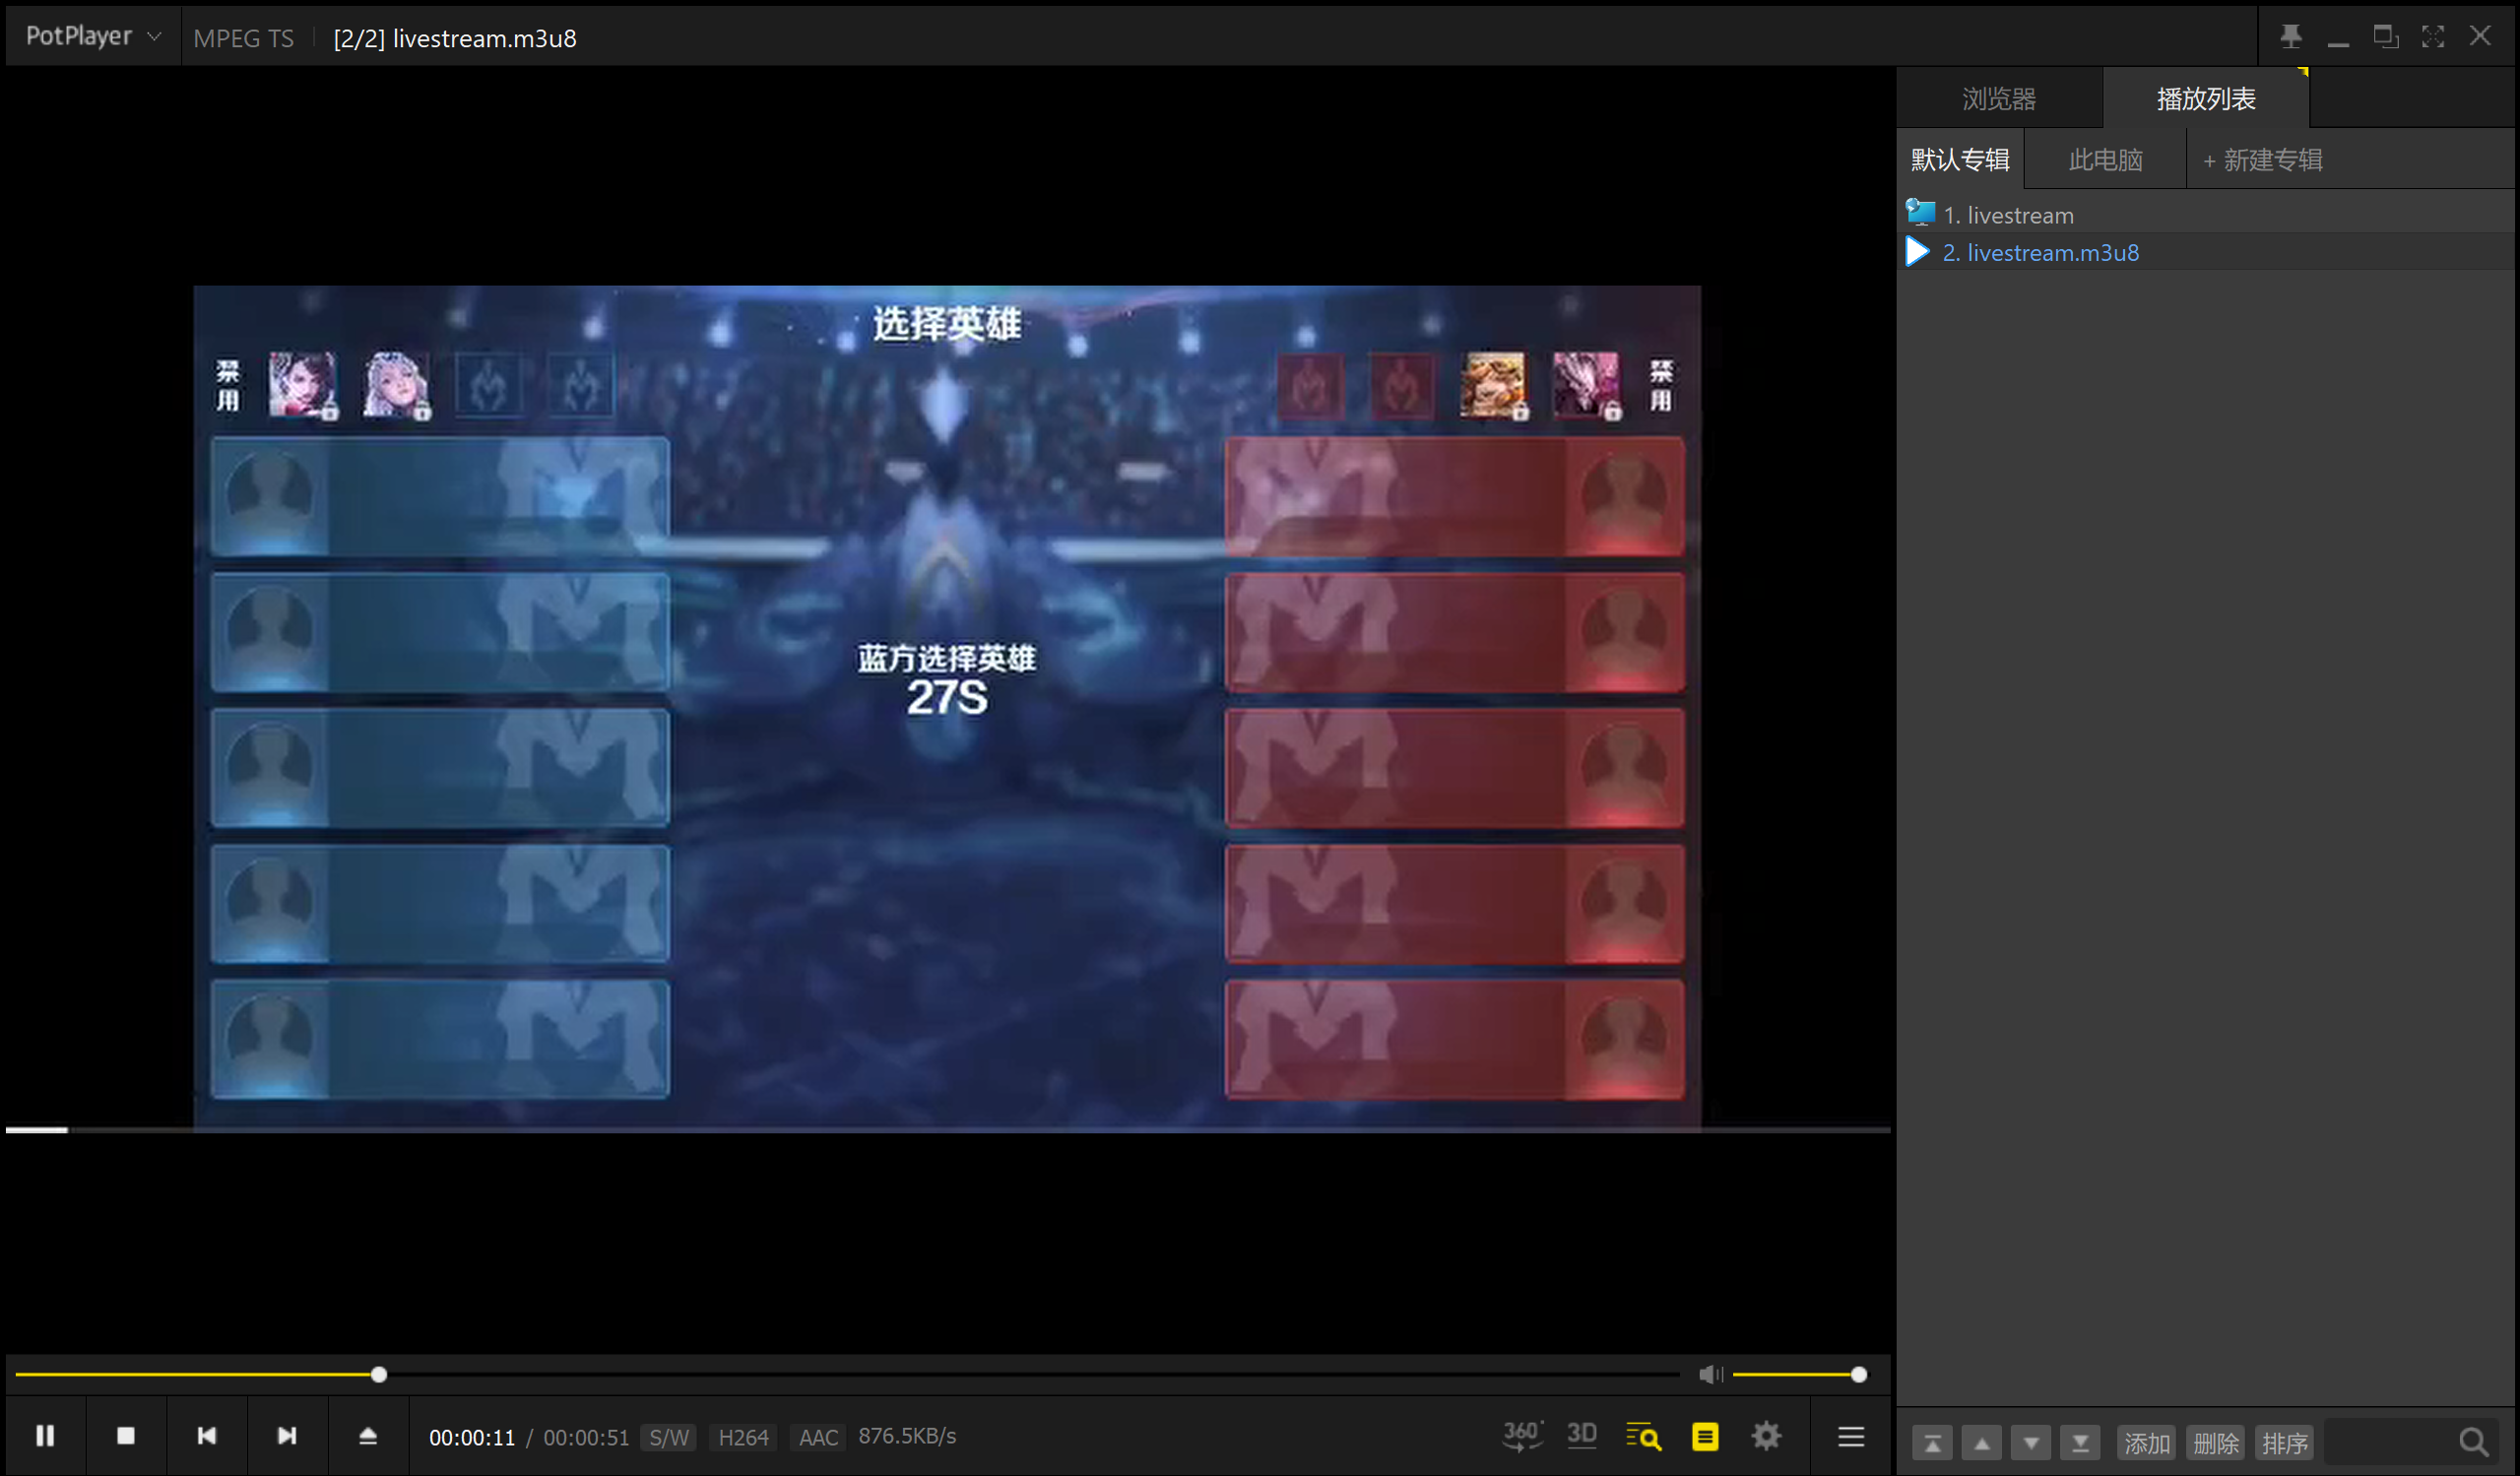 PotPlayer MPEG TS [2/2] livestream.m3u8
浏览器 播放列表
默认专辑 此电脑 + 新建专辑
1. livestream
2. livestream.m3u8
选择英雄
禁用
禁用
蓝方选择英雄
27S
00:00:11 / 00:00:51 S/W H264 AAC 876.5KB/s
360° 3D
添加 删除 排序